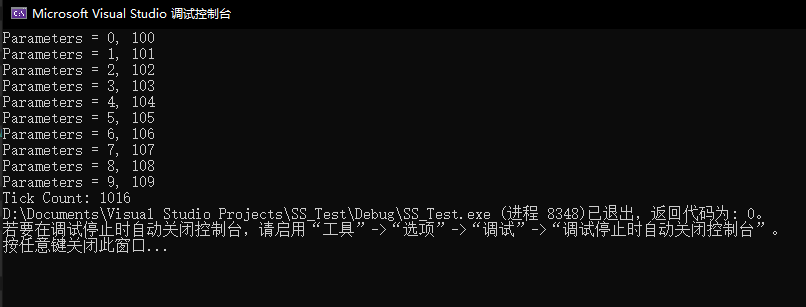 Microsoft Visual Studio 调试控制台
Parameters = 0, 100
Parameters = 1, 101
Parameters = 2, 102
Parameters = 3, 103
Parameters = 4, 104
Parameters = 5, 105
Parameters = 6, 106
Parameters = 7, 107
Parameters = 8, 108
Parameters = 9, 109
Tick Count: 1016
D:\Documents\Visual Studio Projects\SS_Test\Debug\SS_Test.exe (进程 8348)已退出，返回代码为: 0。
若要在调试停止时自动关闭控制台，请启用“工具”->“选项”->“调试”->“调试停止时自动关闭控制台”。
按任意键关闭此窗口...